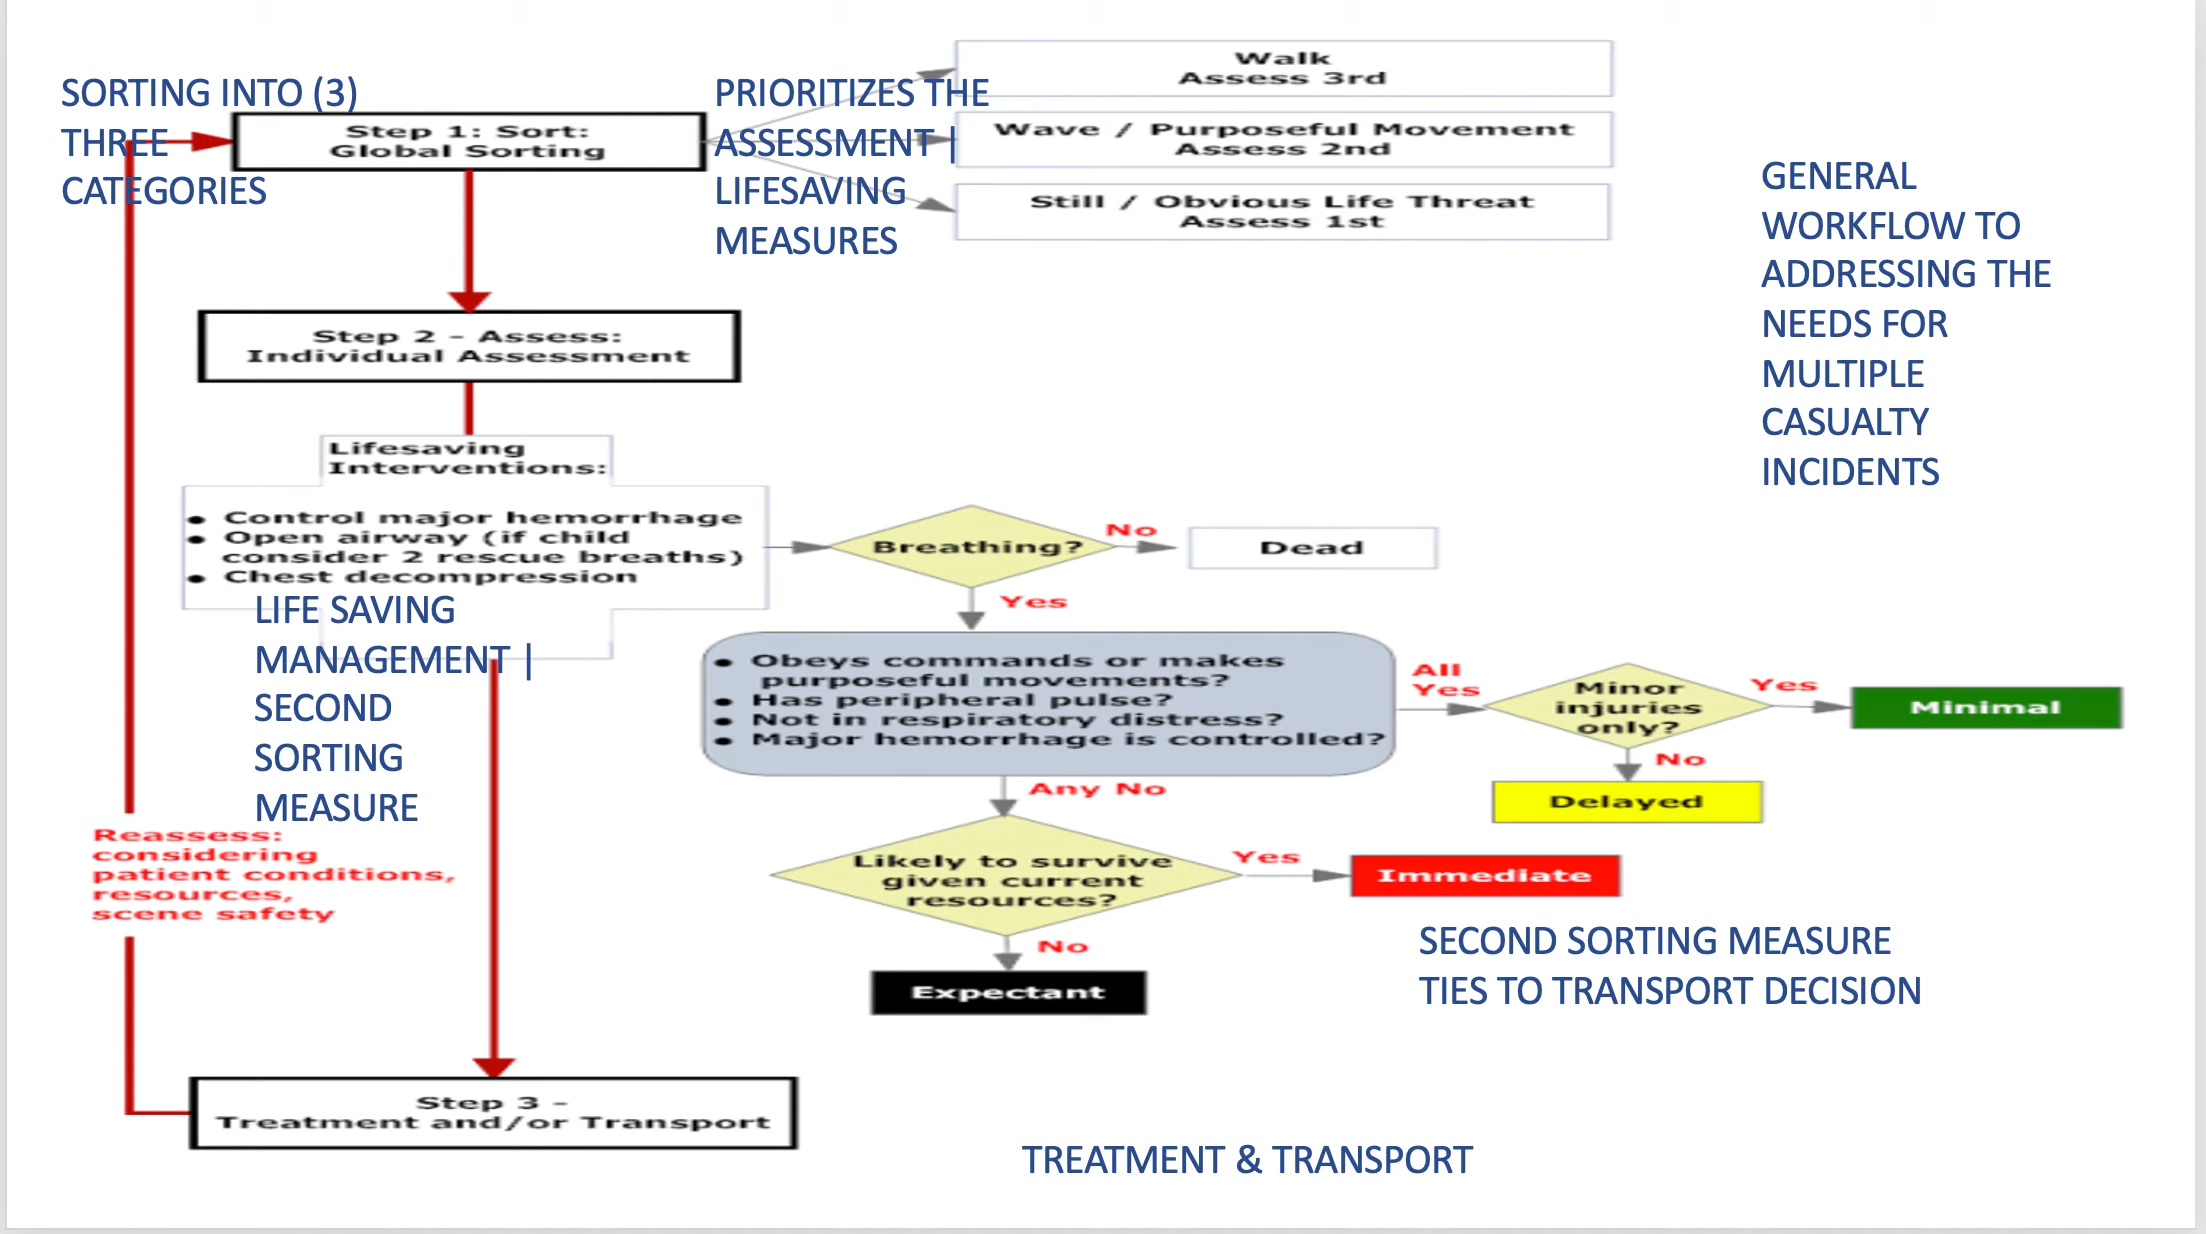 SORTING INTO (3)
THREE
CATEGORIES
Step 1: Sort:
Global Sorting
PRIORITIZES THE
ASSESSMENT |
LIFESAVING
MEASURES
Walk
Assess 3rd
Wave / Purposeful Movement
Assess 2nd
Still / Obvious Life Threat
Assess 1st
GENERAL
WORKFLOW TO
ADDRESSING THE
NEEDS FOR
MULTIPLE
CASUALTY
INCIDENTS
Step 2 - Assess:
Individual Assessment
Lifesaving
Interventions:
• Control major hemorrhage
• Open airway (if child
consider 2 rescue breaths)
• Chest decompression
LIFE SAVING
MANAGEMENT |
SECOND
SORTING
MEASURE
Breathing?
No
Dead
Yes
• Obeys commands or makes
purposeful movements?
• Has peripheral pulse?
• Not in respiratory distress?
• Major hemorrhage is controlled?
All
Yes
Minor
injuries
only?
Yes
Minimal
No
Delayed
Any No
Likely to survive
given current
resources?
Yes
Immediate
No
Expectant
SECOND SORTING MEASURE
TIES TO TRANSPORT DECISION
Reassess:
considering
patient conditions,
resources,
scene safety
Step 3 -
Treatment and/or Transport
TREATMENT & TRANSPORT